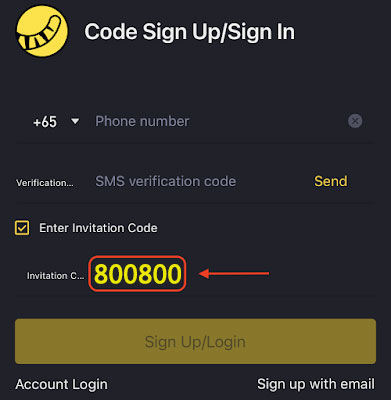 Code Sign Up/Sign In
+65 Phone number
Verification... SMS verification code Send
Enter Invitation Code
Invitation C... 800800
Sign Up/Login
Account Login Sign up with email